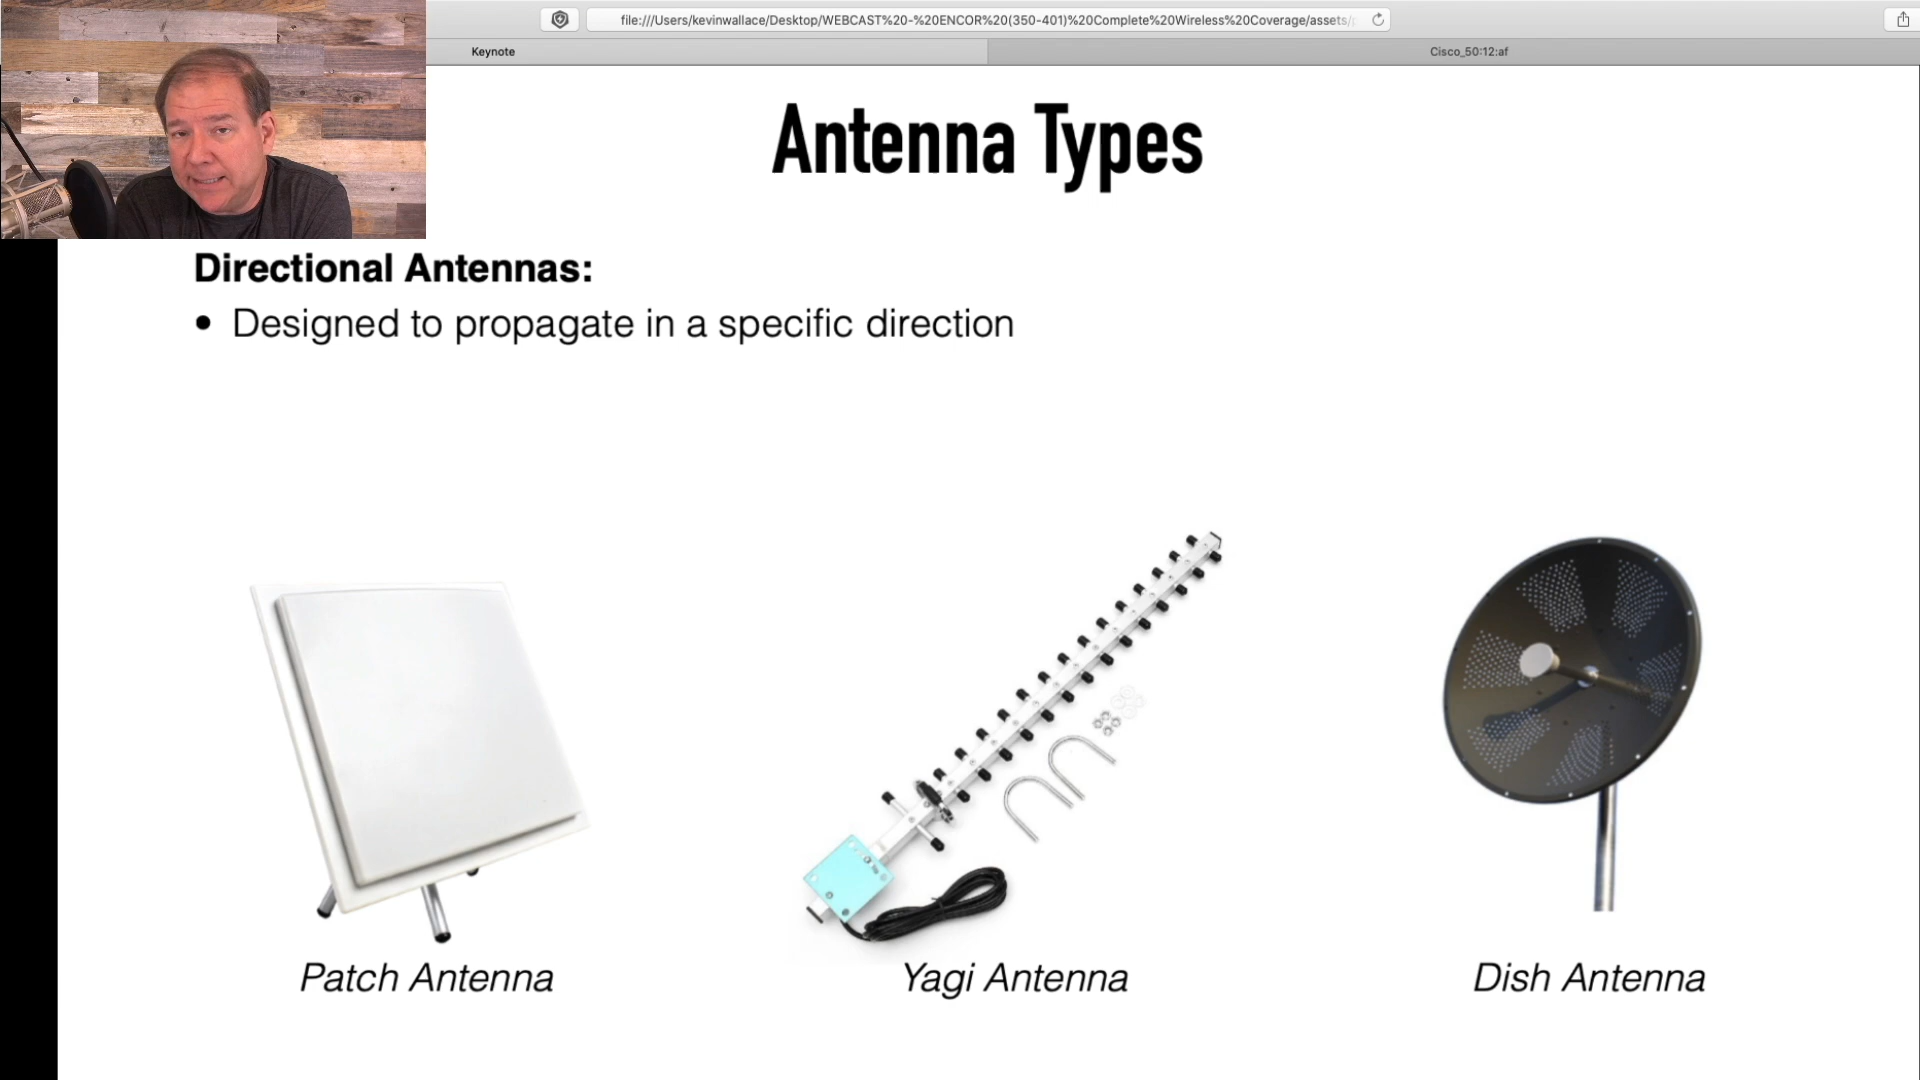 file:///Users/kevinwallace/Desktop/WEBCAST%20-%20ENCOR%20(350-401)%20Complete%20Wireless%20Coverage/assets/
Keynote
Cisco_50:12:af
Antenna Types
Directional Antennas:
• Designed to propagate in a specific direction
Patch Antenna
Yagi Antenna
Dish Antenna